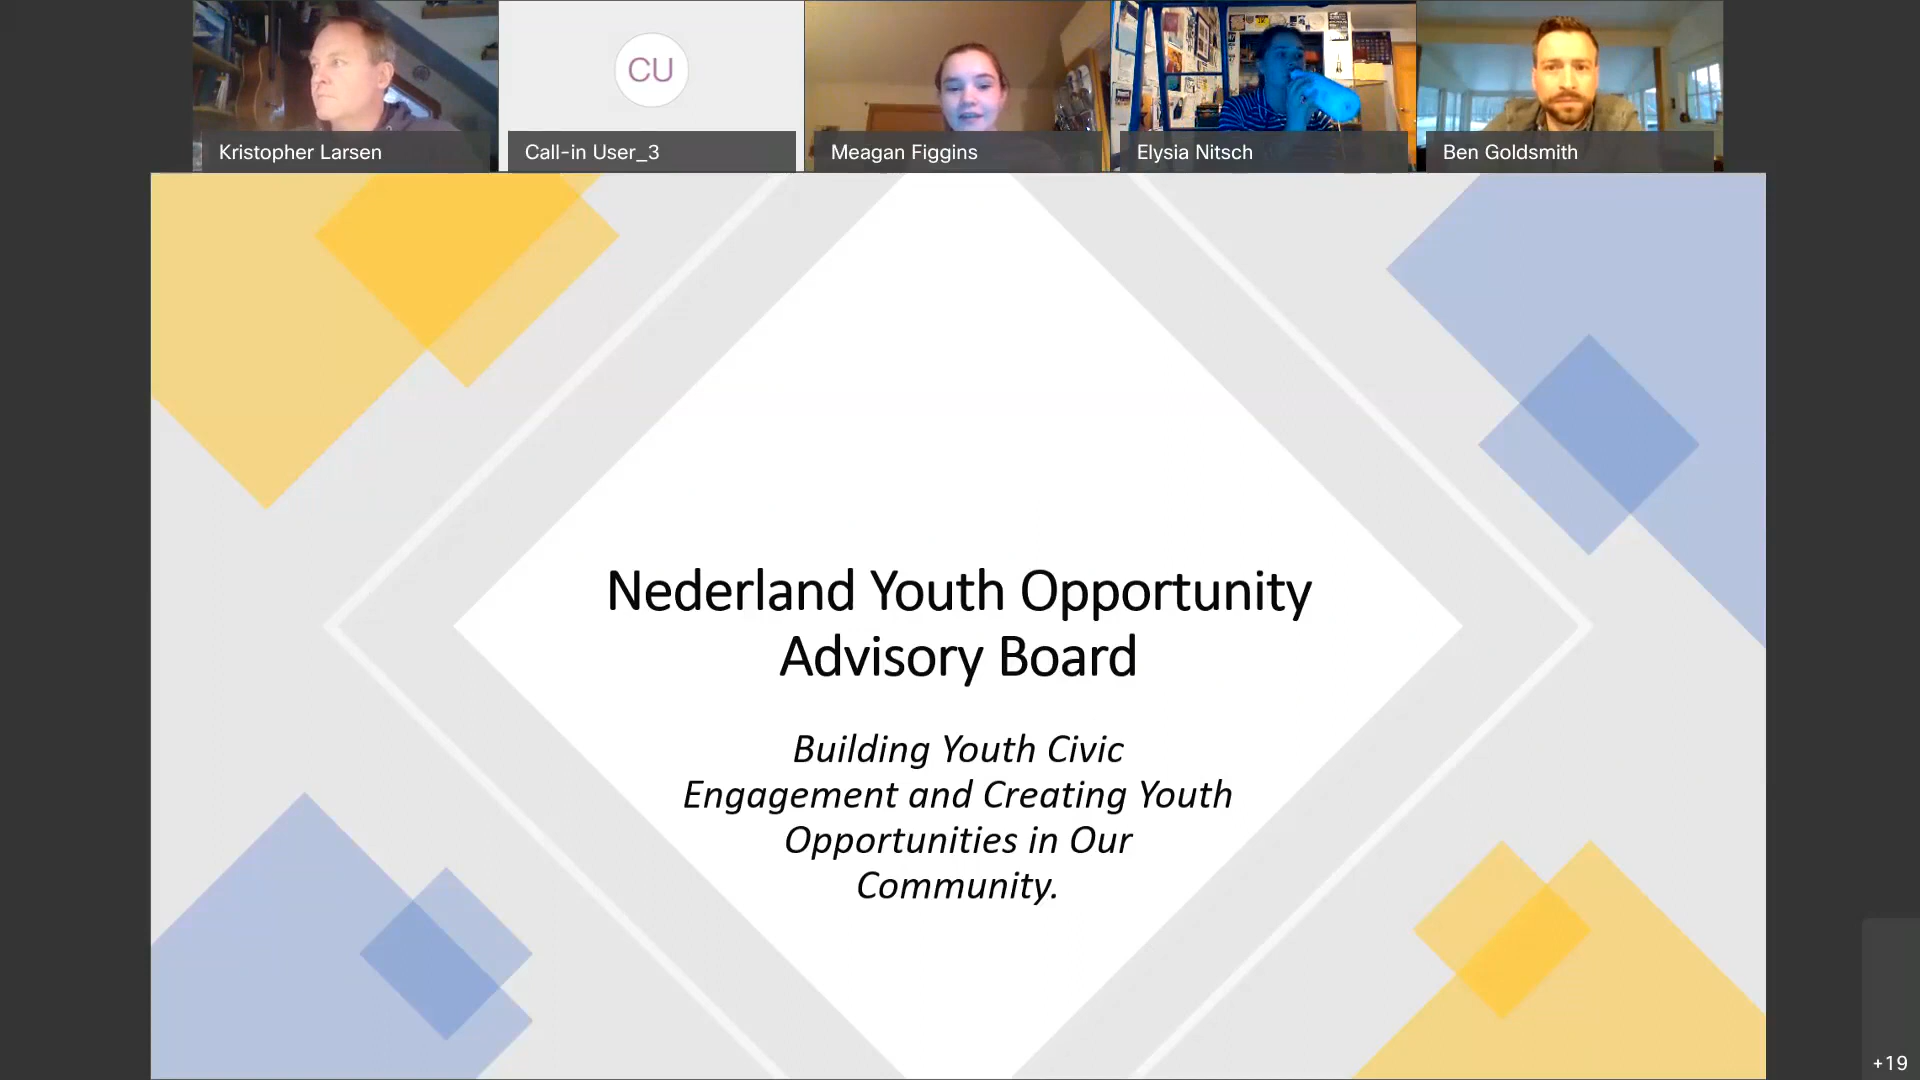 Kristopher Larsen
CU
Call-in User_3
Meagan Figgins
Elysia Nitsch
Ben Goldsmith
Nederland Youth Opportunity
Advisory Board
Building Youth Civic
Engagement and Creating Youth
Opportunities in Our
Community.
+19